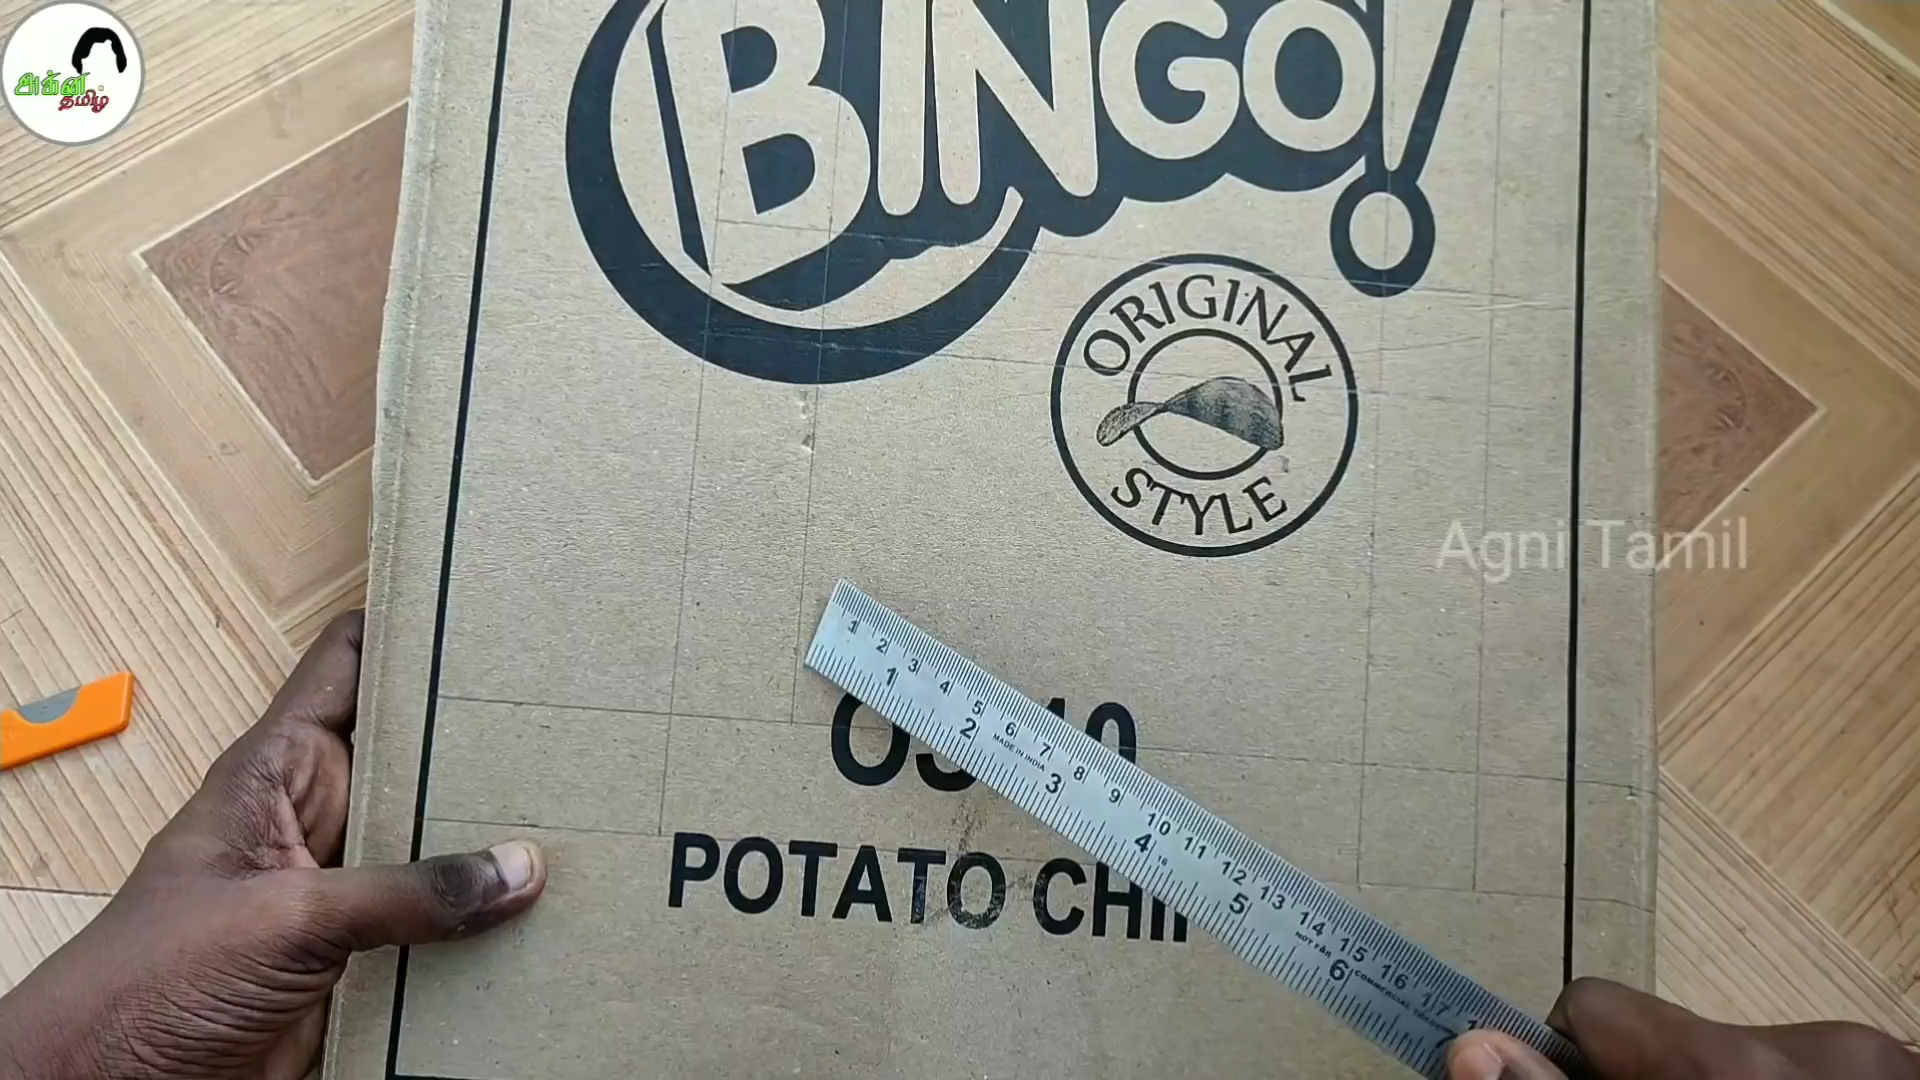 அக்னி
தமிழ்
BINGO!
ORIGINAL
STYLE
Agni Tamil
1 2 3 4 5 6 7 8 9 10 11 12 13 14 15 16 17
1 2 3 4 5 6 7
MADE IN INDIA
POTATO CHI